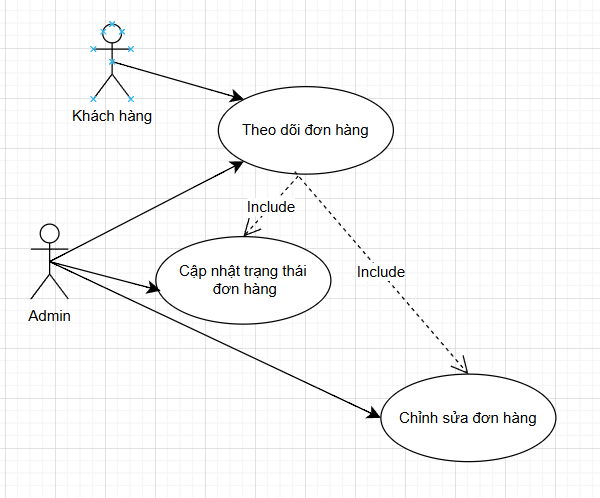 Khách hàng
Theo dõi đơn hàng
Include
Cập nhật trạng thái
đơn hàng
Include
Admin
Chỉnh sửa đơn hàng